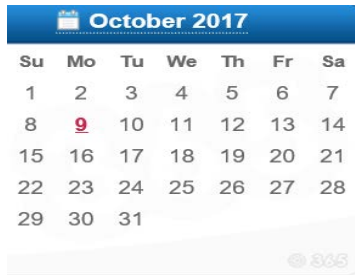 October 2017
Su Mo Tu We Th Fr Sa
1 2 3 4 5 6 7
8 9 10 11 12 13 14
15 16 17 18 19 20 21
22 23 24 25 26 27 28
29 30 31
365